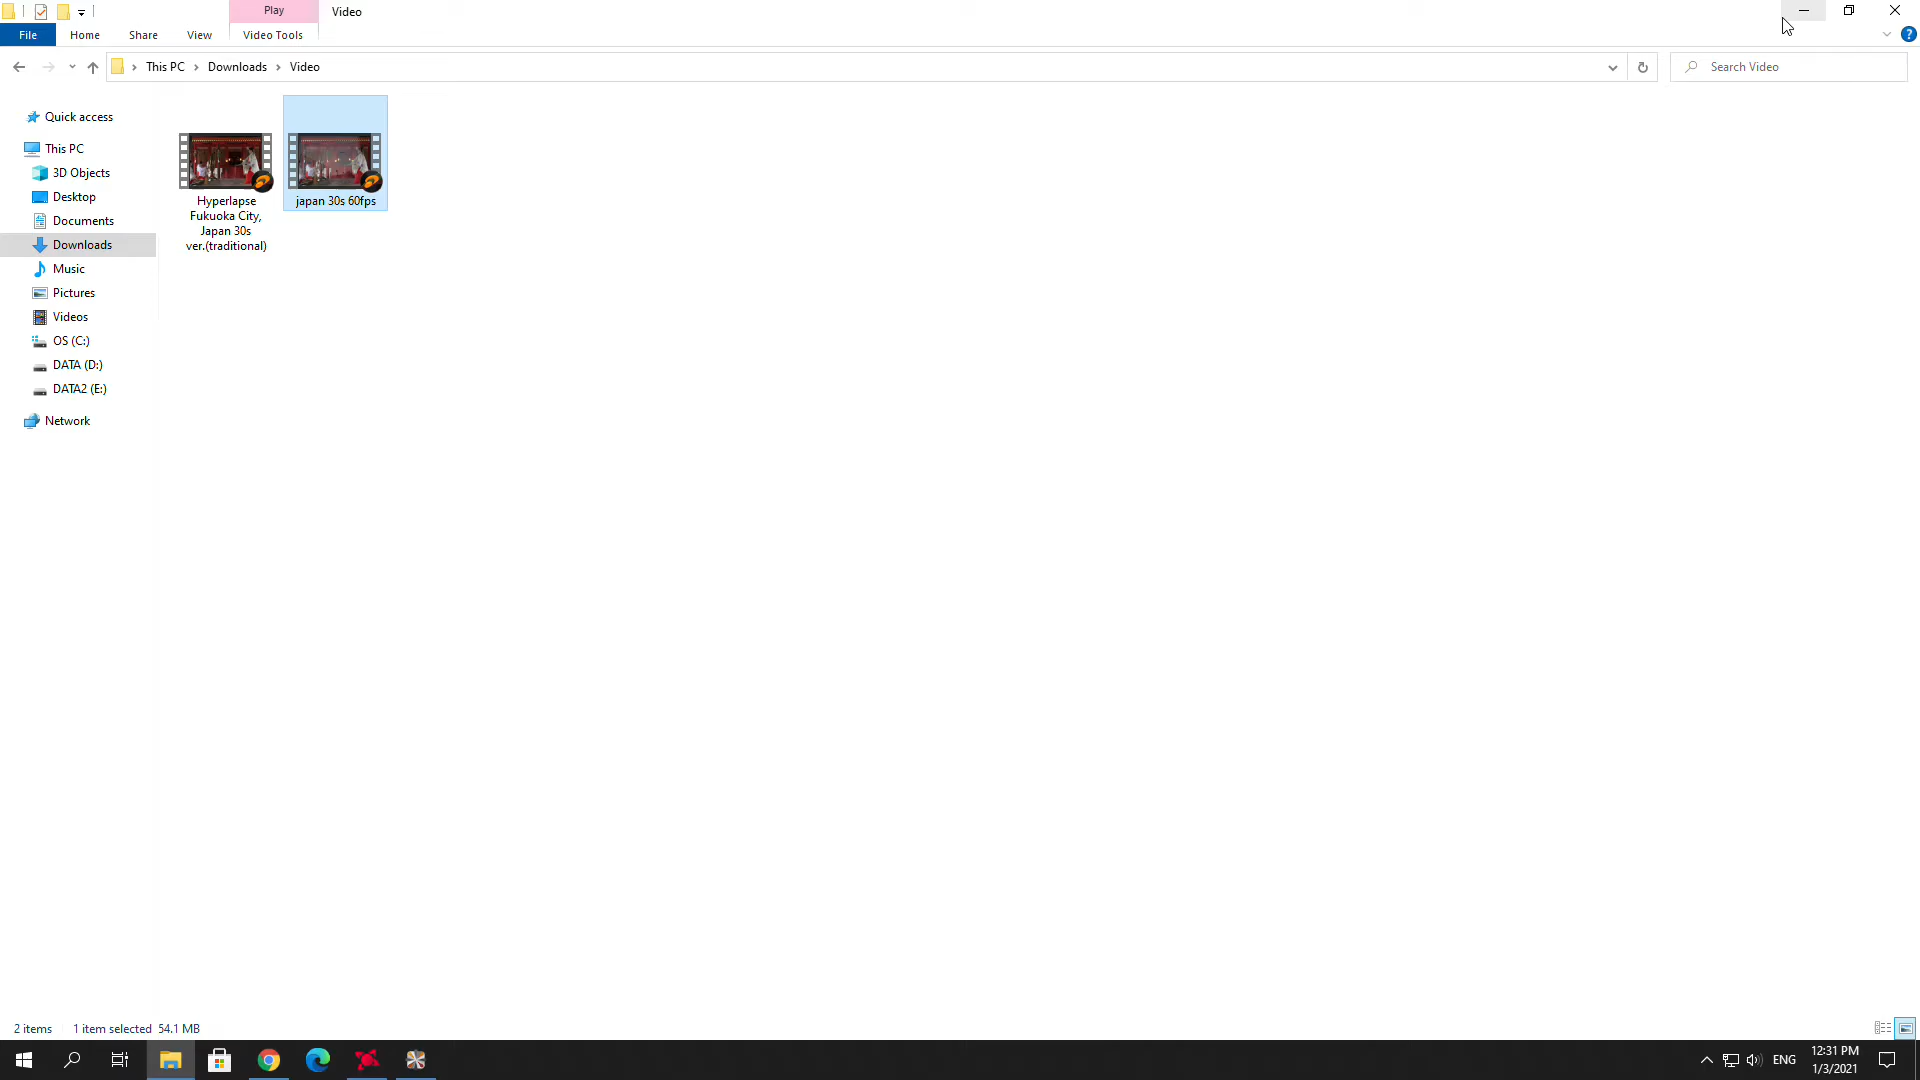 Play
Video
File
Home
Share
View
Video Tools
This PC
Downloads
Video
Search Video
Quick access
This PC
3D Objects
Desktop
Documents
Downloads
Music
Pictures
Videos
OS (C:)
DATA (D:)
DATA2 (E:)
Network
Hyperlapse
Fukuoka City,
Japan 30s
ver.(traditional)
japan 30s 60fps
2 items
1 item selected 54.1 MB
ENG
12:31 PM
1/3/2021